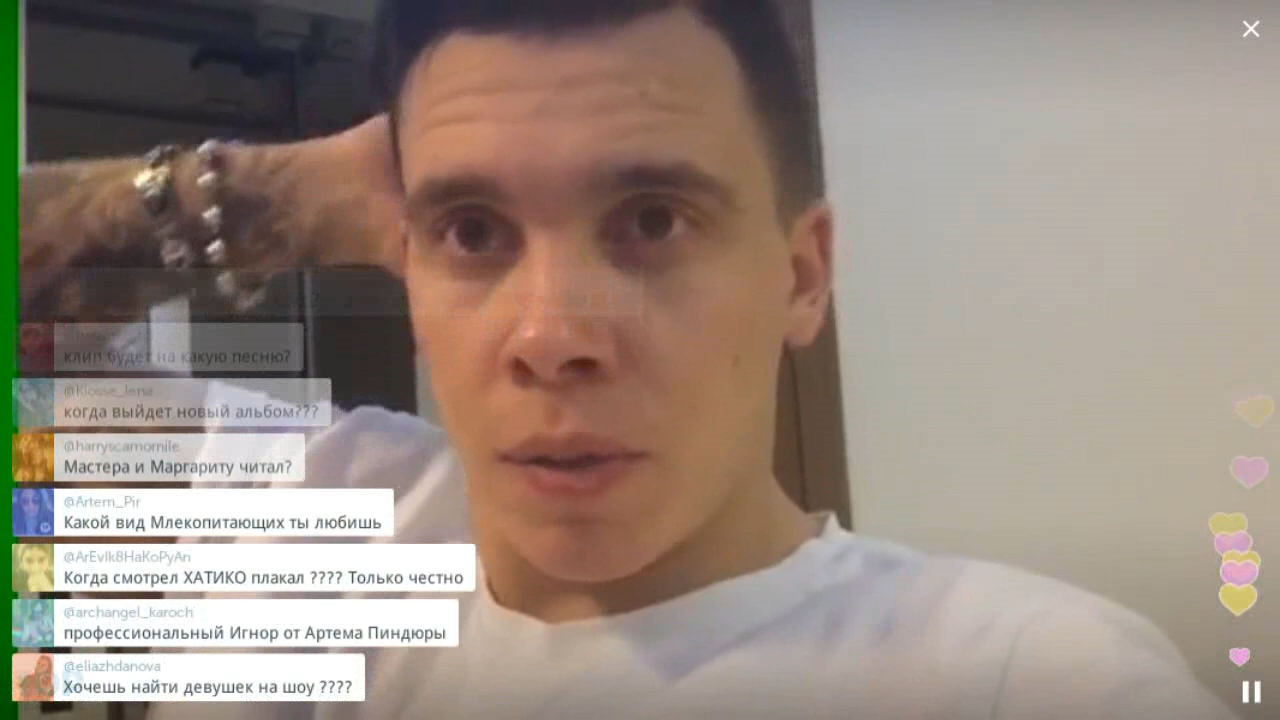 клип будет на какую песню?
@Klosse_lena
когда выйдет новый альбом???
@harryscamomile
Мастера и Маргариту читал?
@Artem_Pir
Какой вид Млекопитающих ты любишь
@ArEvIk8HaKoPyAn
Когда смотрел ХАТИКО плакал ???? Только честно
@archangel_karoch
профессиональный Игнор от Артема Пиндюры
@eliazhdanova
Хочешь найти девушек на шоу ????